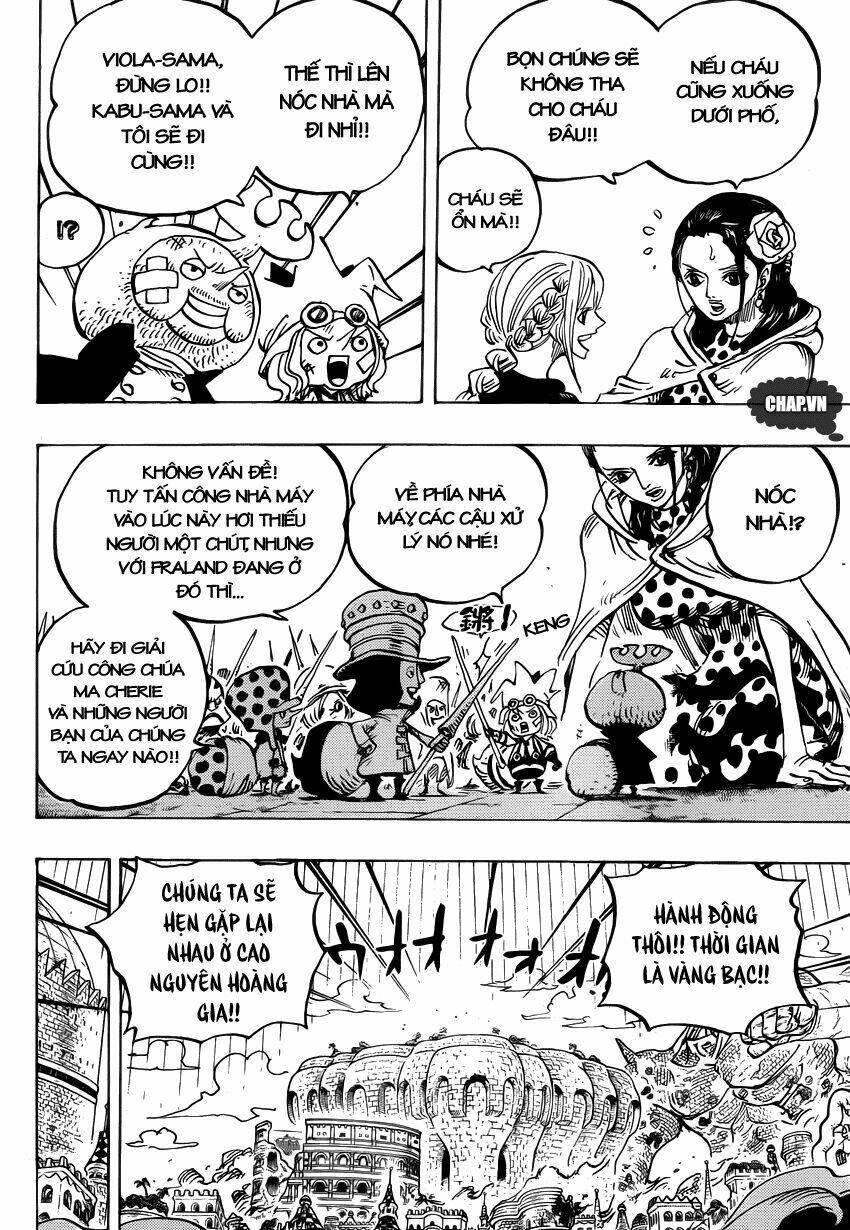 NẾU CHÁU
CŨNG XUỐNG
DƯỚI PHỐ,
BỌN CHÚNG SẼ
KHÔNG THA
CHO CHÁU
ĐÂU!!
CHÁU SẼ
ỔN MÀ!!
THẾ THÌ LÊN
NÓC NHÀ MÀ
ĐI NHỈ!!
VIOLA-SAMA,
ĐỪNG LO!!
KABU-SAMA VÀ
TÔI SẼ ĐI
CÙNG!!
!?
CHAP.VN
NÓC
NHÀ!?
VỀ PHÍA NHÀ
MÁY, CÁC CẬU XỬ
LÝ NÓ NHÉ!
KENG
KHÔNG VẤN ĐỀ!
TUY TẤN CÔNG NHÀ MÁY
VÀO LÚC NÀY HƠI THIẾU
NGƯỜI MỘT CHÚT, NHƯNG
VỚI FRALAND ĐANG Ở
ĐÓ THÌ...
HÃY ĐI GIẢI
CỨU CÔNG CHÚA
MA CHERIE
VÀ NHỮNG NGƯỜI
BẠN CỦA CHÚNG
TA NGAY NÀO!!
HÀNH ĐỘNG
THÔI!! THỜI GIAN
LÀ VÀNG BẠC!!
ウオオオオ
CHÚNG TA SẼ
HẸN GẶP LẠI
NHAU Ở CAO
NGUYÊN HOÀNG
GIA!!